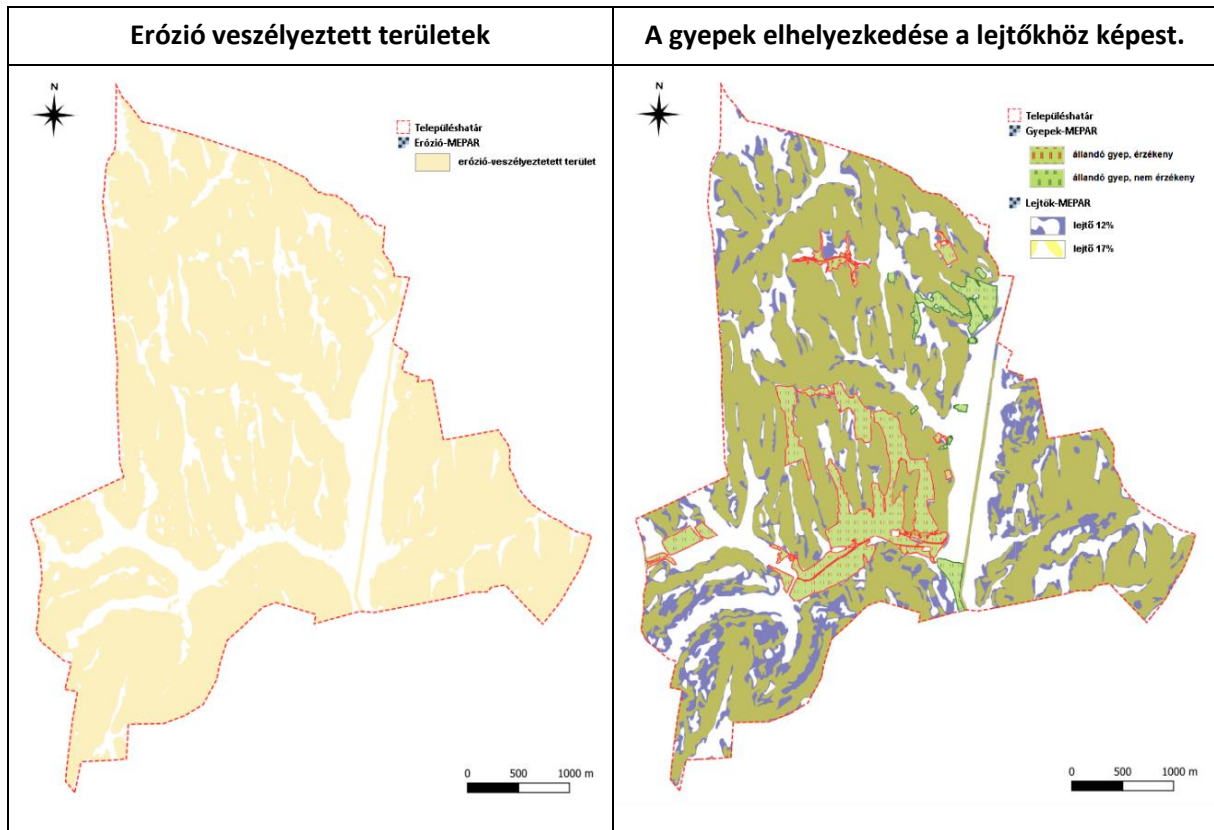 Erózió veszélyeztett területek
A gyepek elhelyezkedése a lejtőkhöz képest.
N
Településhatár
Erózió-MEPAR
erózió-veszélyeztetett terület
0 500 1000 m
N
Településhatár
Gyepek-MEPAR
állandó gyep, érzékeny
állandó gyep, nem érzékeny
Lejtők-MEPAR
lejtő 12%
lejtő 17%
0 500 1000 m